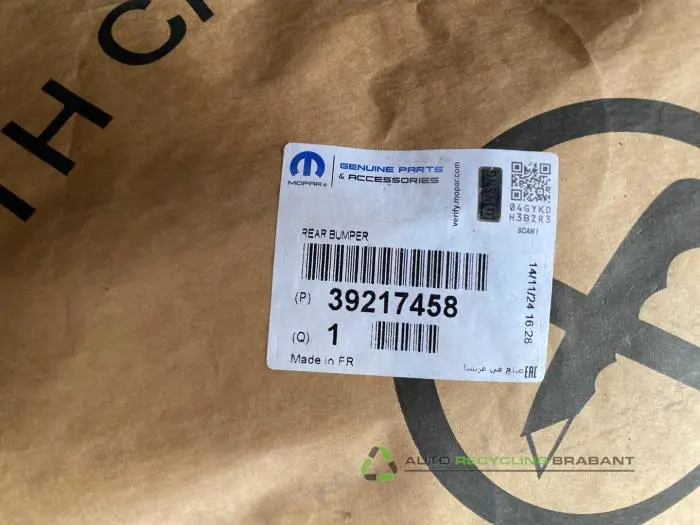 TH C
MOPAR®
GENUINE PARTS
& ACCESSORIES
verify.mopar.com
04GYKD
H3BZR3
SCAN!
REAR BUMPER
14/11/24 16:28
(P) 39217458
(Q) 1
Made in FR
صنع في فرنسا
EAC
AUTO RECYCLING BRABANT